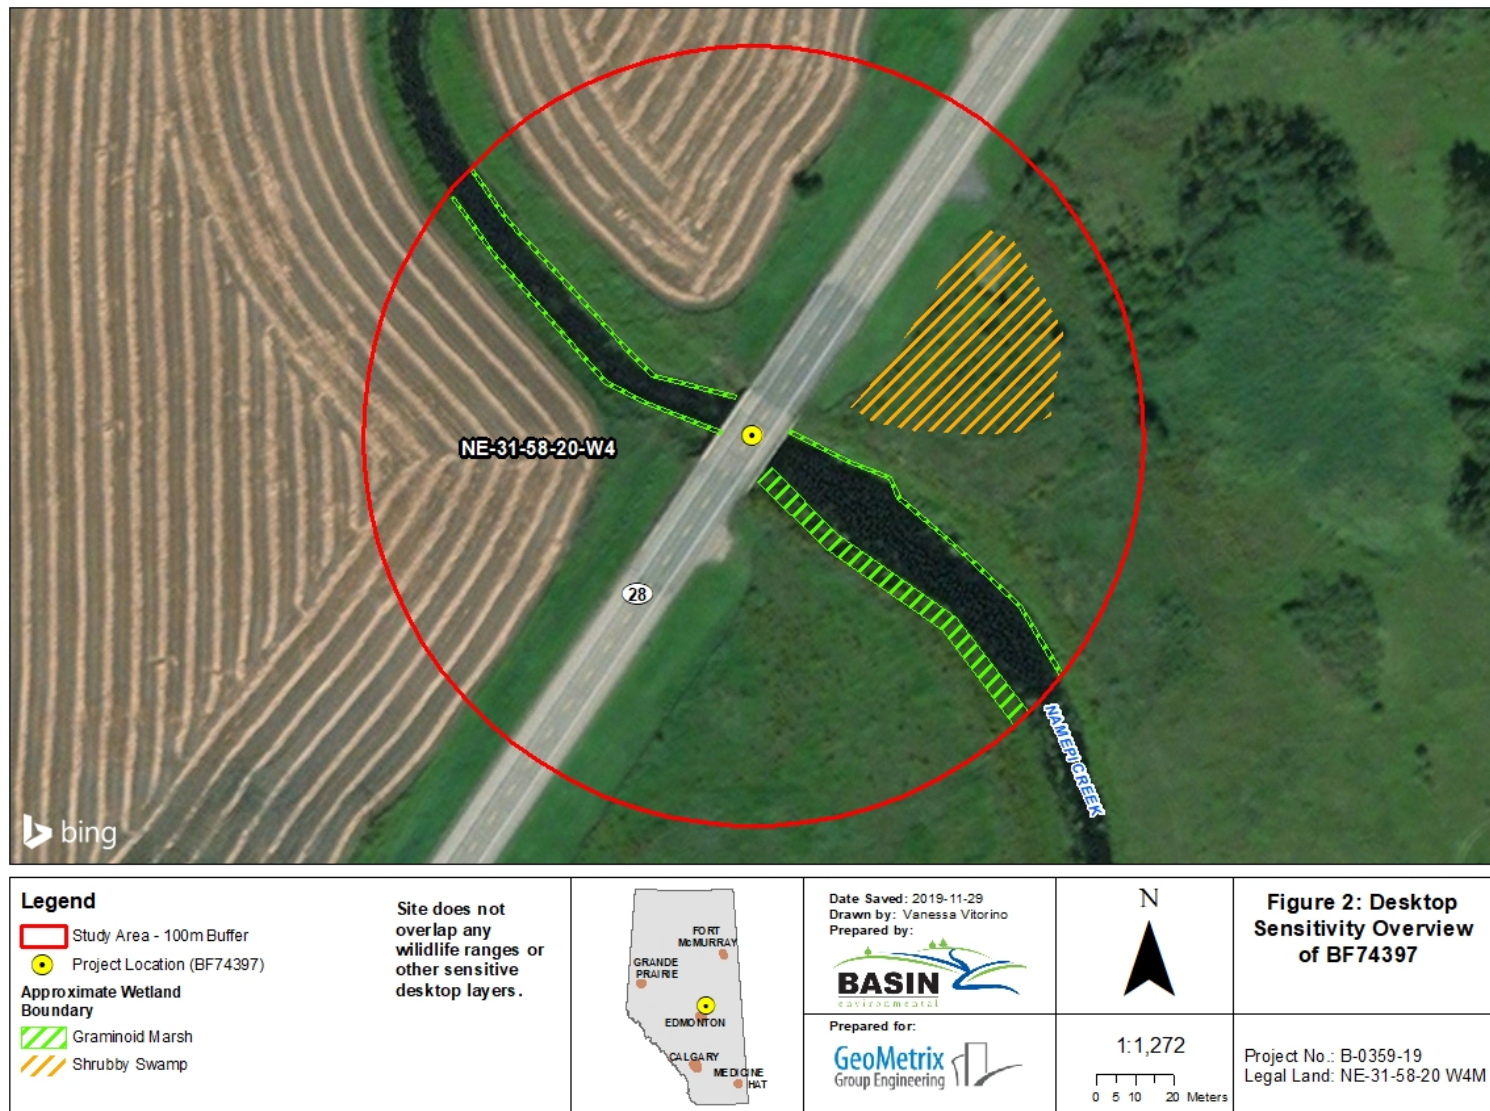 NE-31-58-20-W4
28
NAMEPI CREEK
bing
Legend
Study Area - 100m Buffer
Project Location (BF74397)
Approximate Wetland
Boundary
Graminoid Marsh
Shrubby Swamp
Site does not
overlap any
wildlife ranges or
other sensitive
desktop layers.
FORT
McMURRAY
GRANDE
PRAIRIE
EDMONTON
CALGARY
MEDICINE
HAT
Date Saved: 2019-11-29
Drawn by: Vanessa Vitorino
Prepared by:
BASIN
environmental
Prepared for:
GeoMetrix
Group Engineering
N
1:1,272
0 5 10 20 Meters
Figure 2: Desktop
Sensitivity Overview
of BF74397
Project No.: B-0359-19
Legal Land: NE-31-58-20 W4M